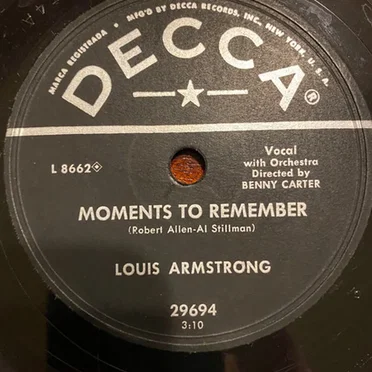 MARCA REGISTRADA • MF'G'D BY DECCA RECORDS, INC., NEW YORK, U. S. A.
DECCA®
L 8662
Vocal
with Orchestra
Directed by
BENNY CARTER
MOMENTS TO REMEMBER
(Robert Allen-Al Stillman)
LOUIS ARMSTRONG
29694
3:10